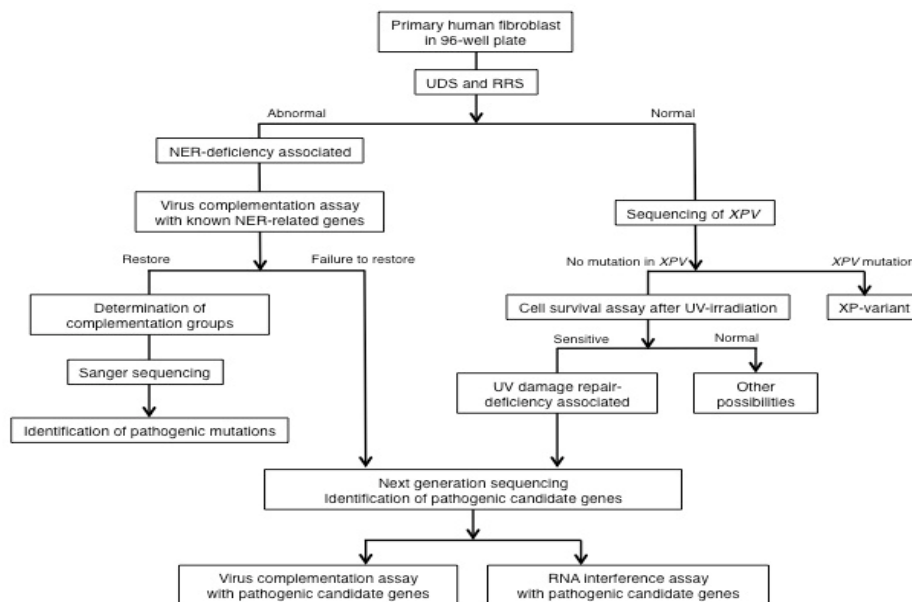 Primary human fibroblast
in 96-well plate
UDS and RRS
Abnormal
Normal
NER-deficiency associated
Virus complementation assay
with known NER-related genes
Sequencing of XPV
Restore
Failure to restore
No mutation in XPV
XPV mutation
Determination of
complementation groups
Cell survival assay after UV-irradiation
XP-variant
Sensitive
Normal
Sanger sequencing
UV damage repair-
deficiency associated
Other
possibilities
Identification of pathogenic mutations
Next generation sequencing
Identification of pathogenic candidate genes
Virus complementation assay
with pathogenic candidate genes
RNA interference assay
with pathogenic candidate genes